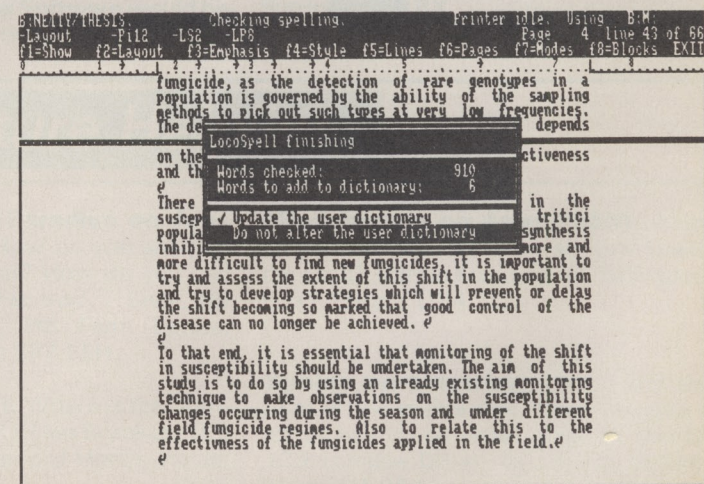 B:NETTY/THESIS. Checking spelling. Printer idle. Using B:M:
-Layout -Pi12 -LS2 -LP8 Page 4 line 43 of 66
f1=Show f2=Layout f3=Emphasis f4=Style f5=Lines f6=Pages f7=Modes f8=Blocks EXIT
0 1 2 3 4 5 7 8
fungicide, as the detection of rare genotypes in a
population is governed by the ability of the sampling
methods to pick out such types at very low frequencies.
The de depends
LocoSpell finishing
on the ctiveness
and th
Words checked: 910
Words to add to dictionary: 6
There in the
suscep ✓ Update the user dictionary tritici
popula Do not alter the user dictionary synthesis
inhibi more and
more difficult to find new fungicides, it is important to
try and assess the extent of this shift in the population
and try to develop strategies which will prevent or delay
the shift becoming so marked that good control of the
disease can no longer be achieved.
To that end, it is essential that monitoring of the shift
in susceptibility should be undertaken. The aim of this
study is to do so by using an already existing monitoring
technique to make observations on the susceptibility
changes occurring during the season and under different
field fungicide regimes. Also to relate this to the
effectivness of the fungicides applied in the field.